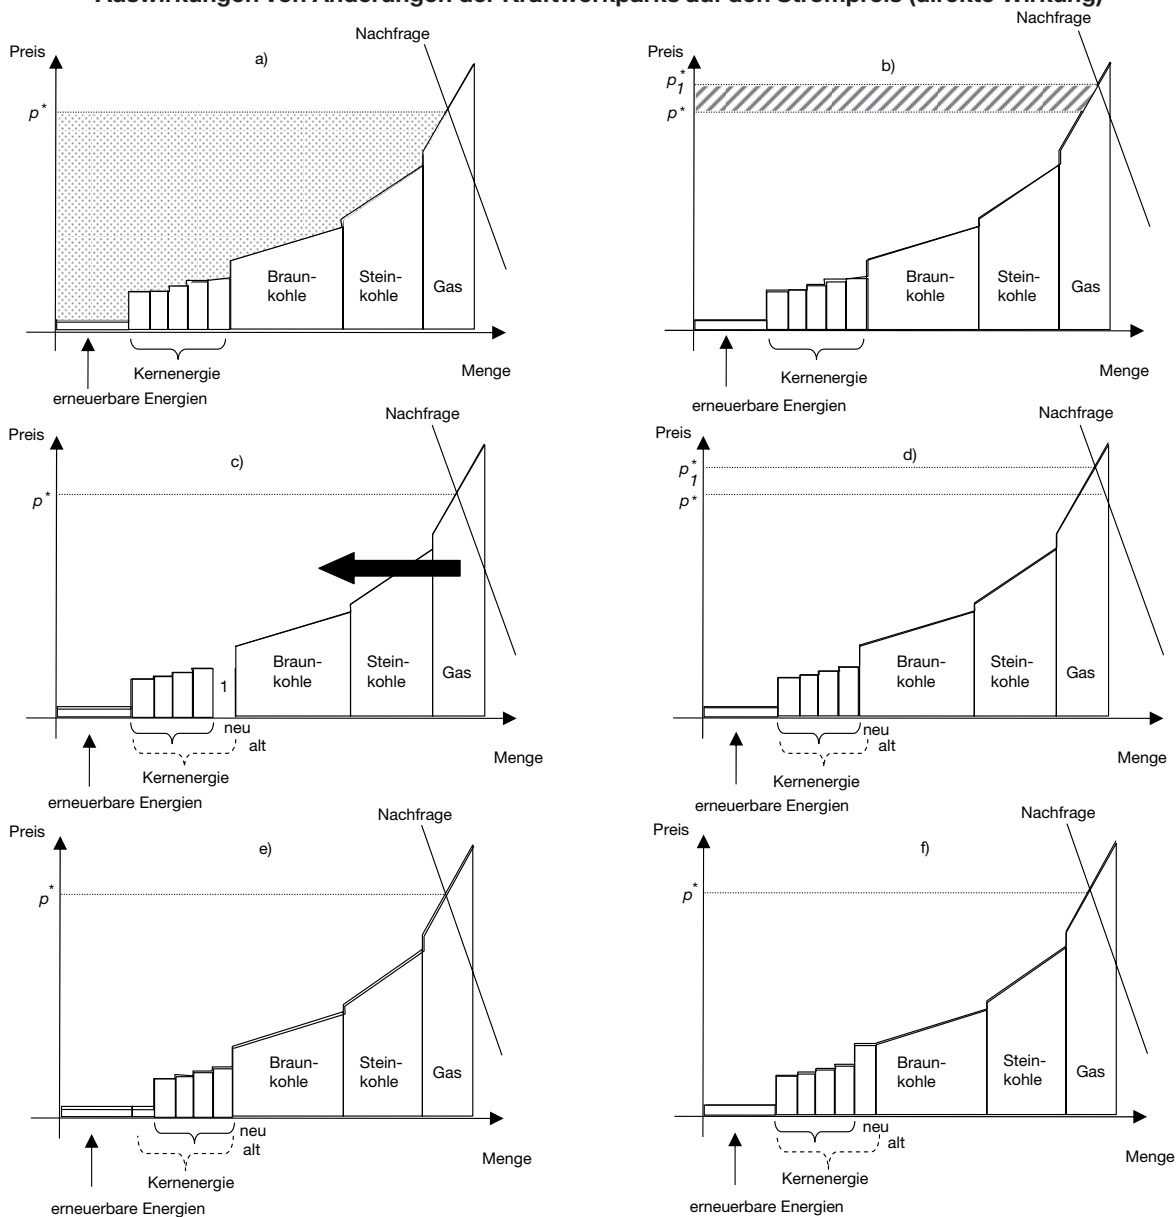 Auswirkungen von Änderungen der Kraftwerkparks auf den Strompreis (direkte Wirkung)
Nachfrage
Preis
a)
p*
Braun-
kohle
Stein-
kohle
Gas
Kernenergie
Menge
erneuerbare Energien
Nachfrage
Preis
b)
p1*
p*
Braun-
kohle
Stein-
kohle
Gas
Kernenergie
Menge
erneuerbare Energien
Nachfrage
Preis
c)
p*
Braun-
kohle
Stein-
kohle
Gas
1
neu
alt
Menge
Kernenergie
erneuerbare Energien
Nachfrage
Preis
d)
p1*
p*
Braun-
kohle
Stein-
kohle
Gas
neu
alt
Menge
Kernenergie
erneuerbare Energien
Nachfrage
Preis
e)
p*
Braun-
kohle
Stein-
kohle
Gas
neu
alt
Menge
Kernenergie
erneuerbare Energien
Nachfrage
Preis
f)
p*
Braun-
kohle
Stein-
kohle
Gas
neu
alt
Menge
Kernenergie
erneuerbare Energien